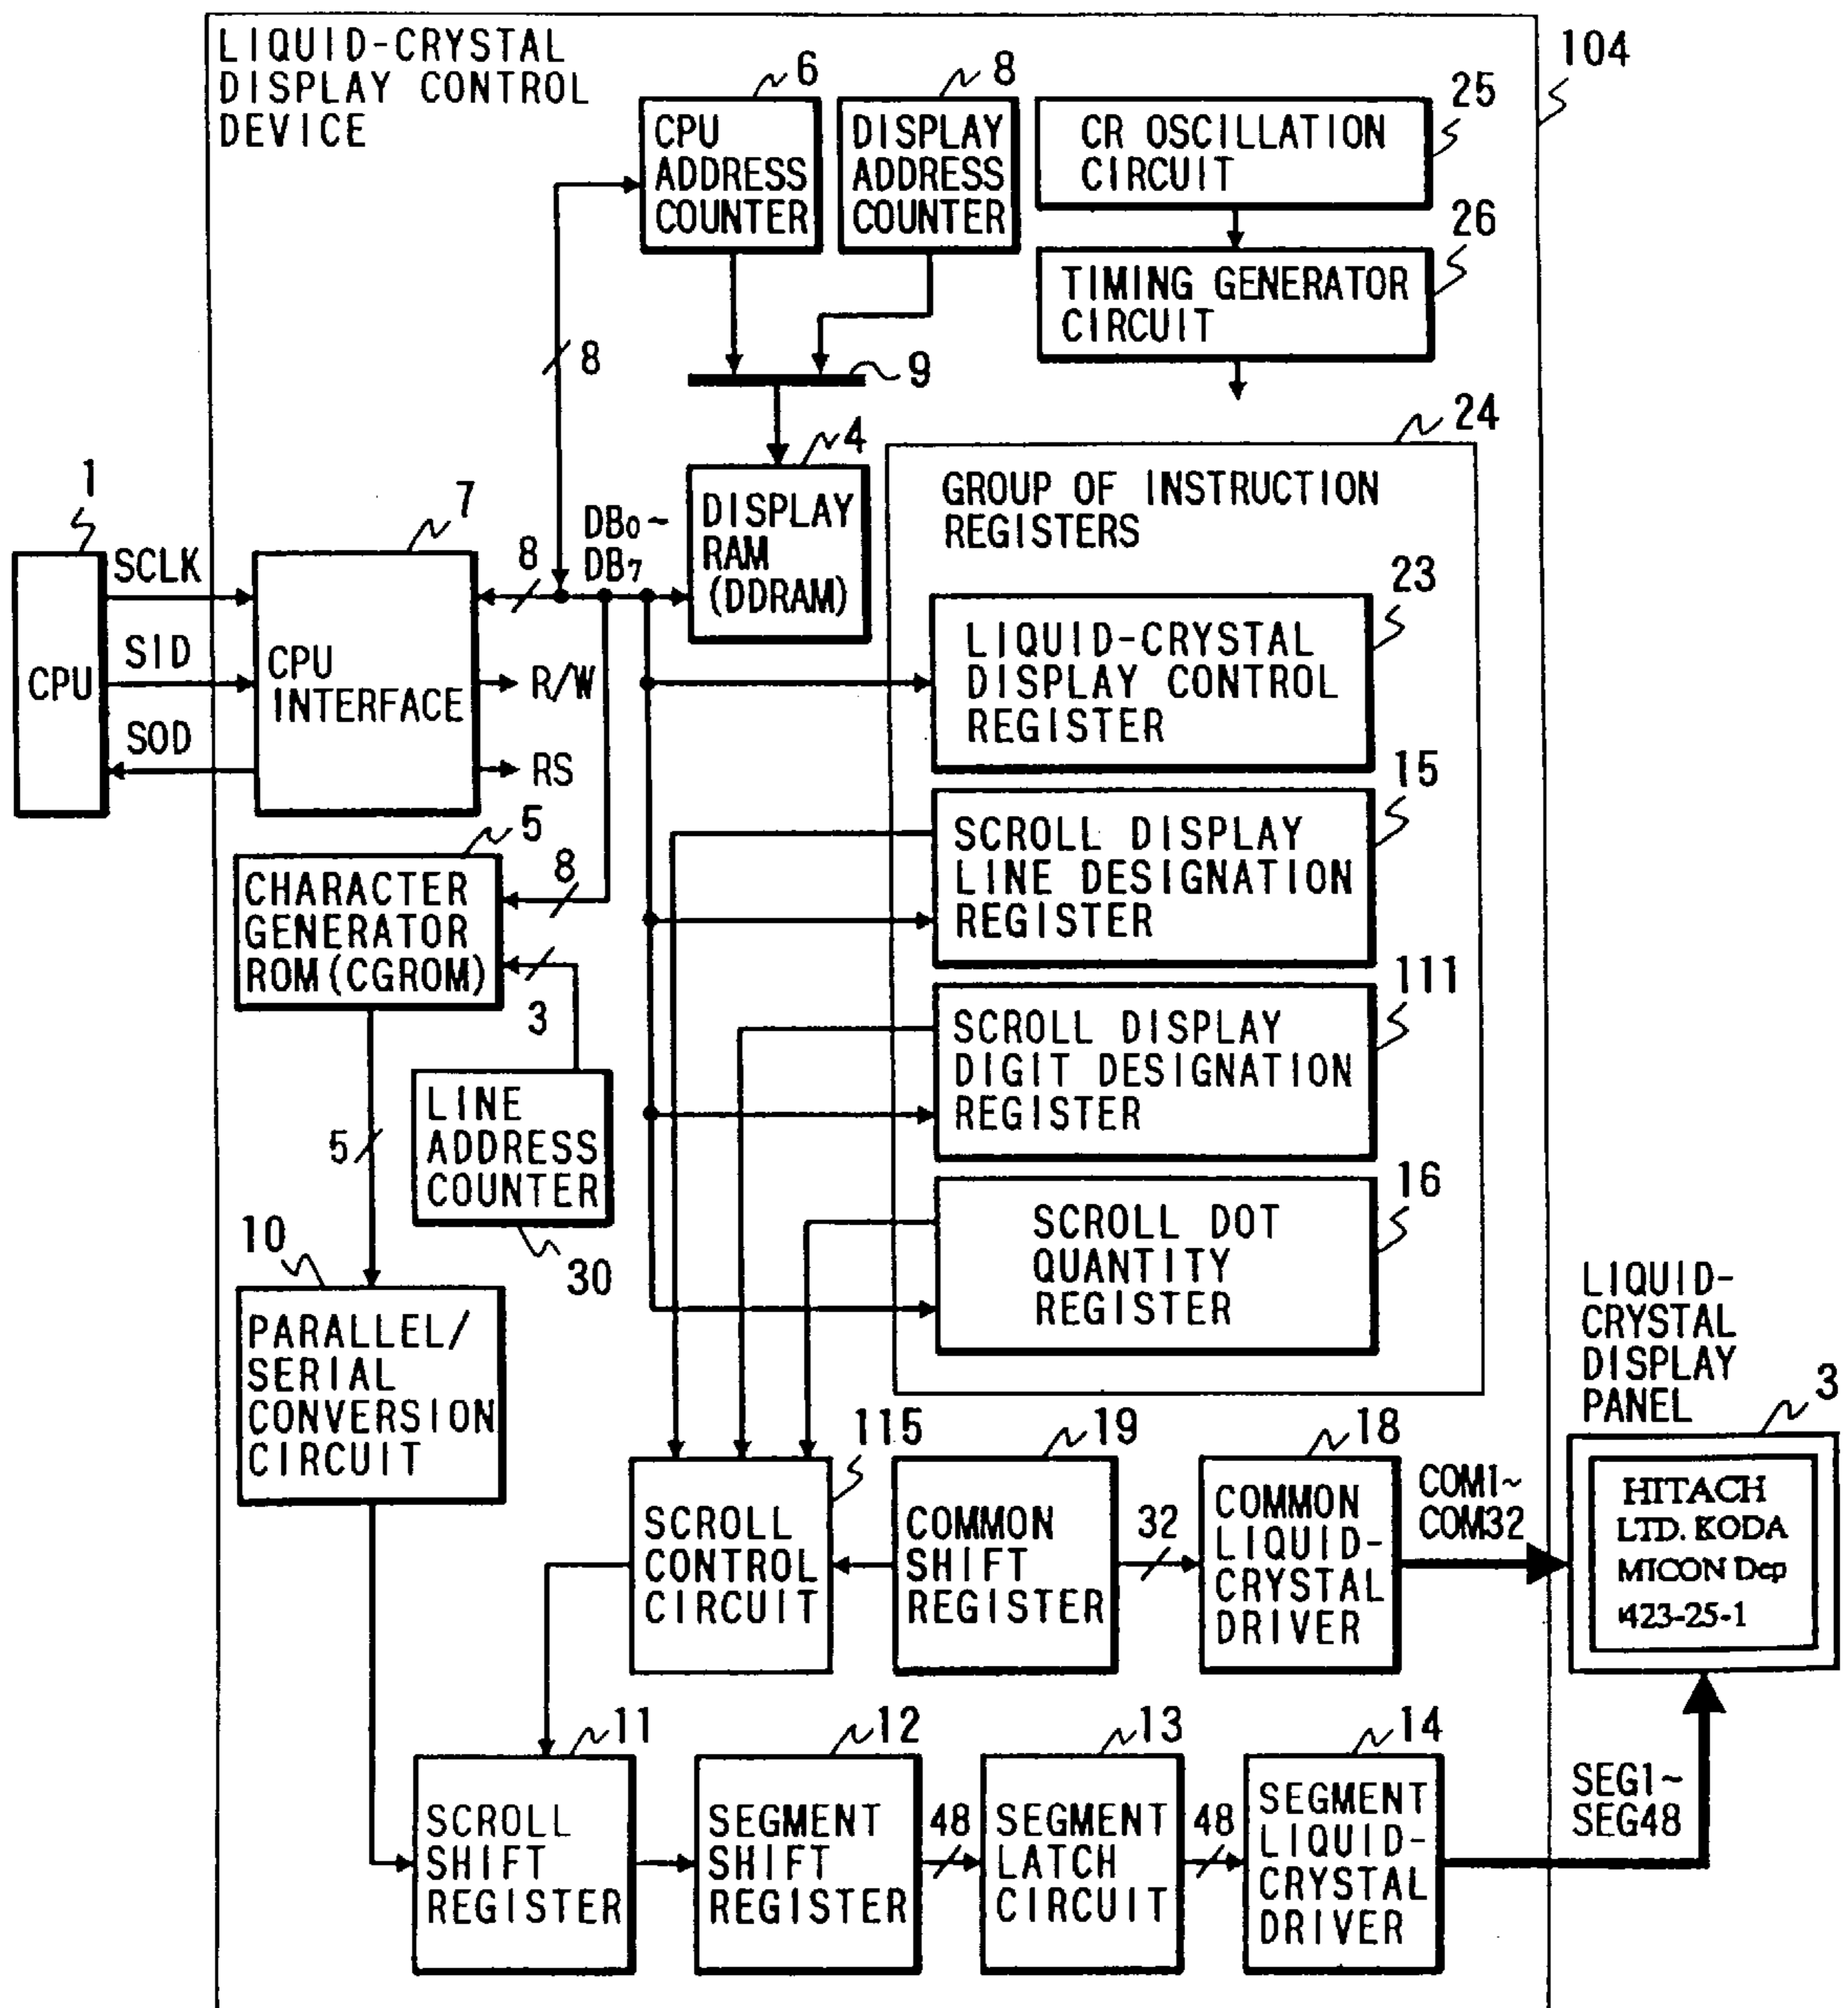 LIQUID-CRYSTAL
DISPLAY CONTROL
DEVICE
104
6
CPU
ADDRESS
COUNTER
8
DISPLAY
ADDRESS
COUNTER
25
CR OSCILLATION
CIRCUIT
26
TIMING GENERATOR
CIRCUIT
8
9
4
DISPLAY
RAM
(DDRAM)
24
GROUP OF INSTRUCTION
REGISTERS
1
CPU
SCLK
SID
SOD
7
CPU
INTERFACE
8
DB0~
DB7
R/W
RS
23
LIQUID-CRYSTAL
DISPLAY CONTROL
REGISTER
15
SCROLL DISPLAY
LINE DESIGNATION
REGISTER
5
CHARACTER
GENERATOR
ROM(CGROM)
8
3
111
SCROLL DISPLAY
DIGIT DESIGNATION
REGISTER
5
LINE
ADDRESS
COUNTER
30
16
SCROLL DOT
QUANTITY
REGISTER
10
PARALLEL/
SERIAL
CONVERSION
CIRCUIT
LIQUID-
CRYSTAL
DISPLAY
PANEL
3
115
SCROLL
CONTROL
CIRCUIT
19
COMMON
SHIFT
REGISTER
32
18
COMMON
LIQUID-
CRYSTAL
DRIVER
COM1~
COM32
HITACH
LTD. KODA
MICON Dep
423-25-1
11
SCROLL
SHIFT
REGISTER
12
SEGMENT
SHIFT
REGISTER
48
13
SEGMENT
LATCH
CIRCUIT
48
14
SEGMENT
LIQUID-
CRYSTAL
DRIVER
SEG1~
SEG48